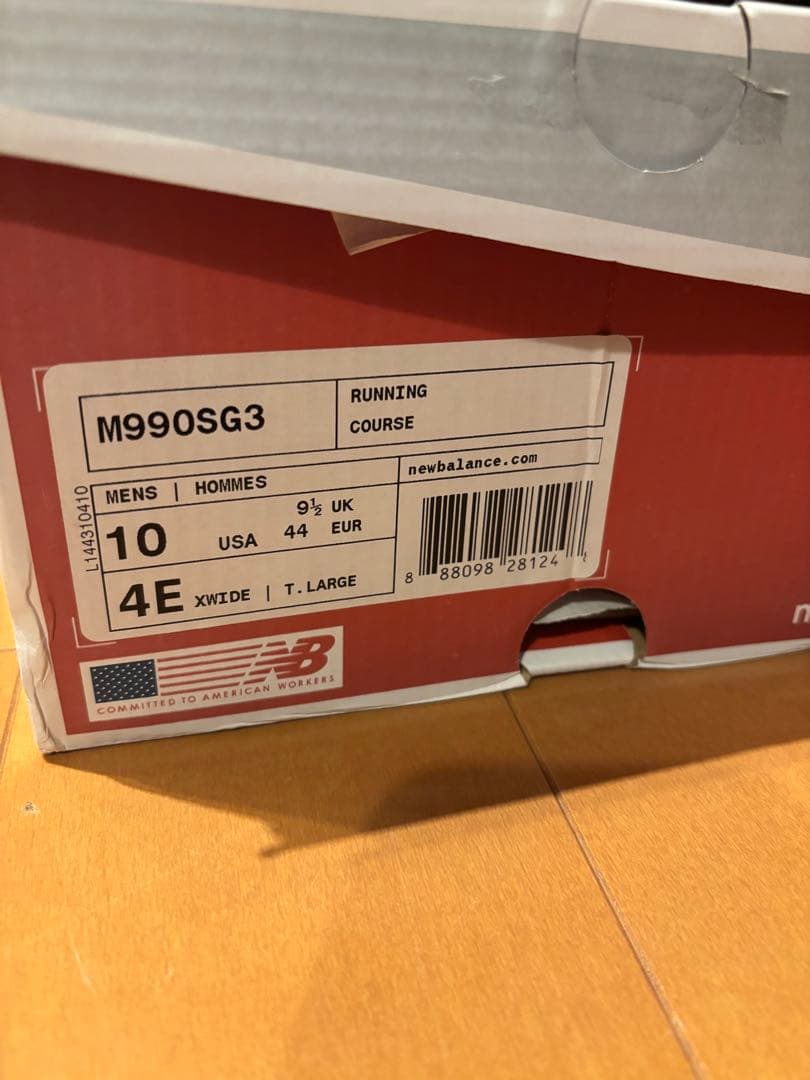 M990SG3
RUNNING
COURSE
newbalance.com
MENS | HOMMES
10 USA
9½ UK
44 EUR
4E XWIDE | T.LARGE
L144310410
8 88098 28124
NB
COMMITTED TO AMERICAN WORKERS